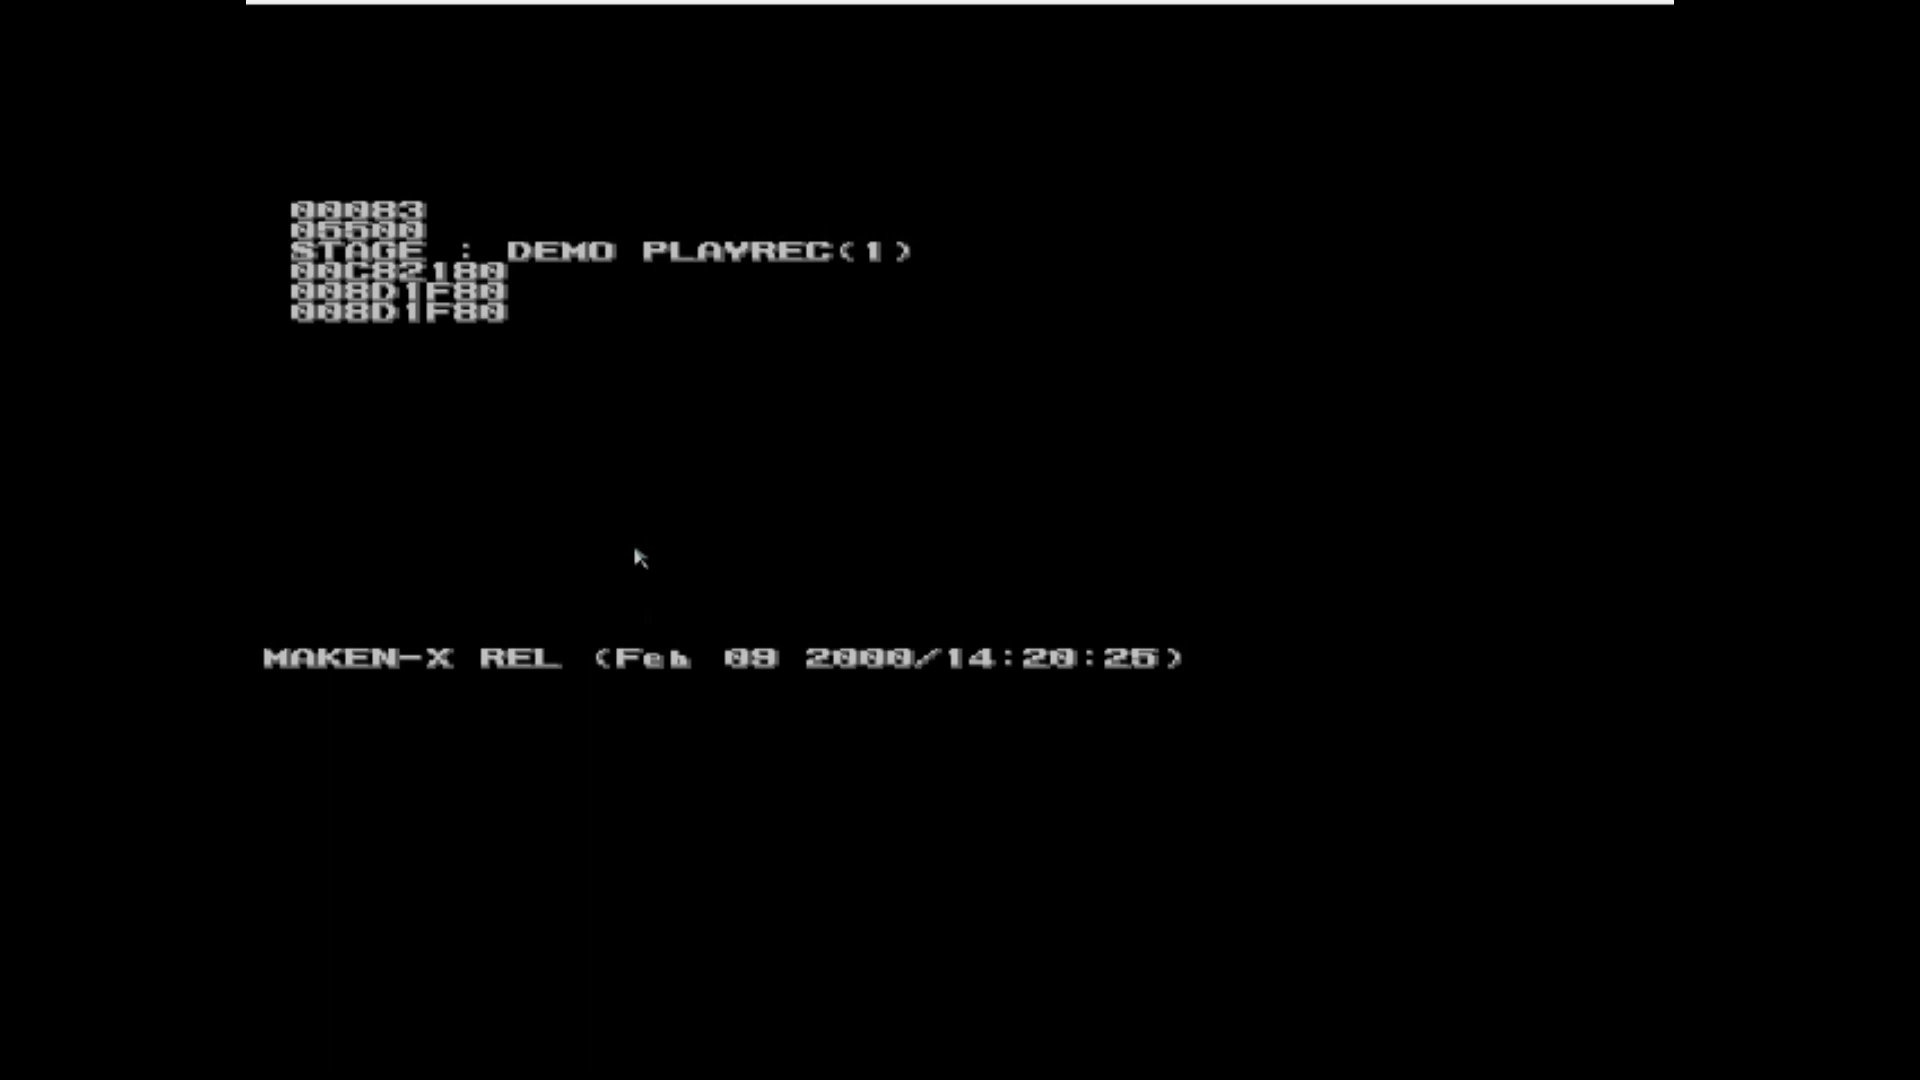 00083
05500
STAGE : DEMO PLAYREC(1)
00C82180
008D1F80
008D1F80
MAKEN-X REL (Feb 09 2000/14:20:25)